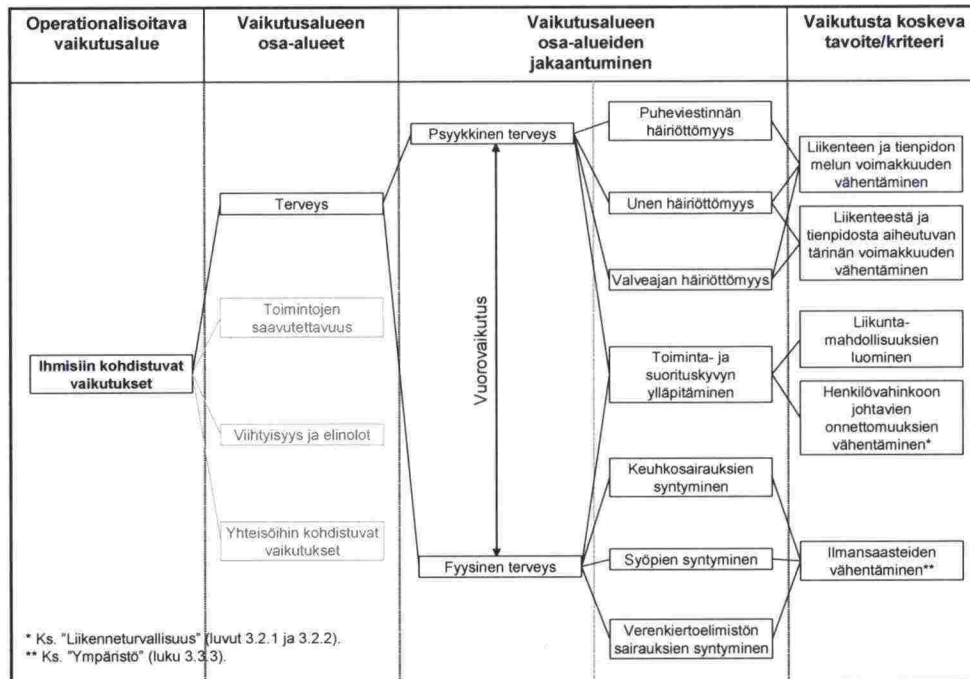 Operationalisoitava
vaikutusalue
Vaikutusalueen
osa-alueet
Vaikutusalueen
osa-alueiden
jakaantuminen
Vaikutusta koskeva
tavoite/kriteeri
Ihmisiin kohdistuvat
vaikutukset
Terveys
Toimintojen
saavutettavuus
Viihtyisyys ja elinolot
Yhteisöihin kohdistuvat
vaikutukset
Psyykkinen terveys
Vuorovaikutus
Fyysinen terveys
Puheviestinnän
häiriöttömyys
Unen häiriöttömyys
Valveajan häiriöttömyys
Toiminta- ja
suorituskyvyn
ylläpitäminen
Keuhkosairauksien
syntyminen
Syöpien syntyminen
Verenkiertoelimistön
sairauksien syntyminen
Liikenteen ja tienpidon
melun voimakkuuden
vähentäminen
Liikenteestä ja
tienpidosta aiheutuvan
tärinän voimakkuuden
vähentäminen
Liikunta-
mahdollisuuksien
luominen
Henkilövahinkoon
johtavien
onnettomuuksien
vähentäminen*
Ilmansaasteiden
vähentäminen**
* Ks. "Liikenneturvallisuus" (luvut 3.2.1 ja 3.2.2).
** Ks. "Ympäristö" (luku 3.3.3).